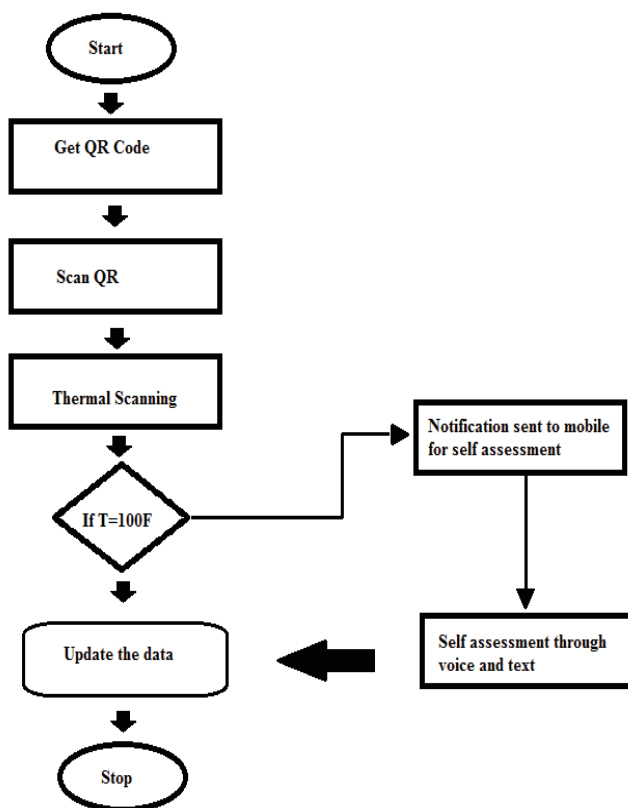 Start
Get QR Code
Scan QR
Thermal Scanning
Notification sent to mobile
for self assessment
If T=100F
Self assessment through
voice and text
Update the data
Stop